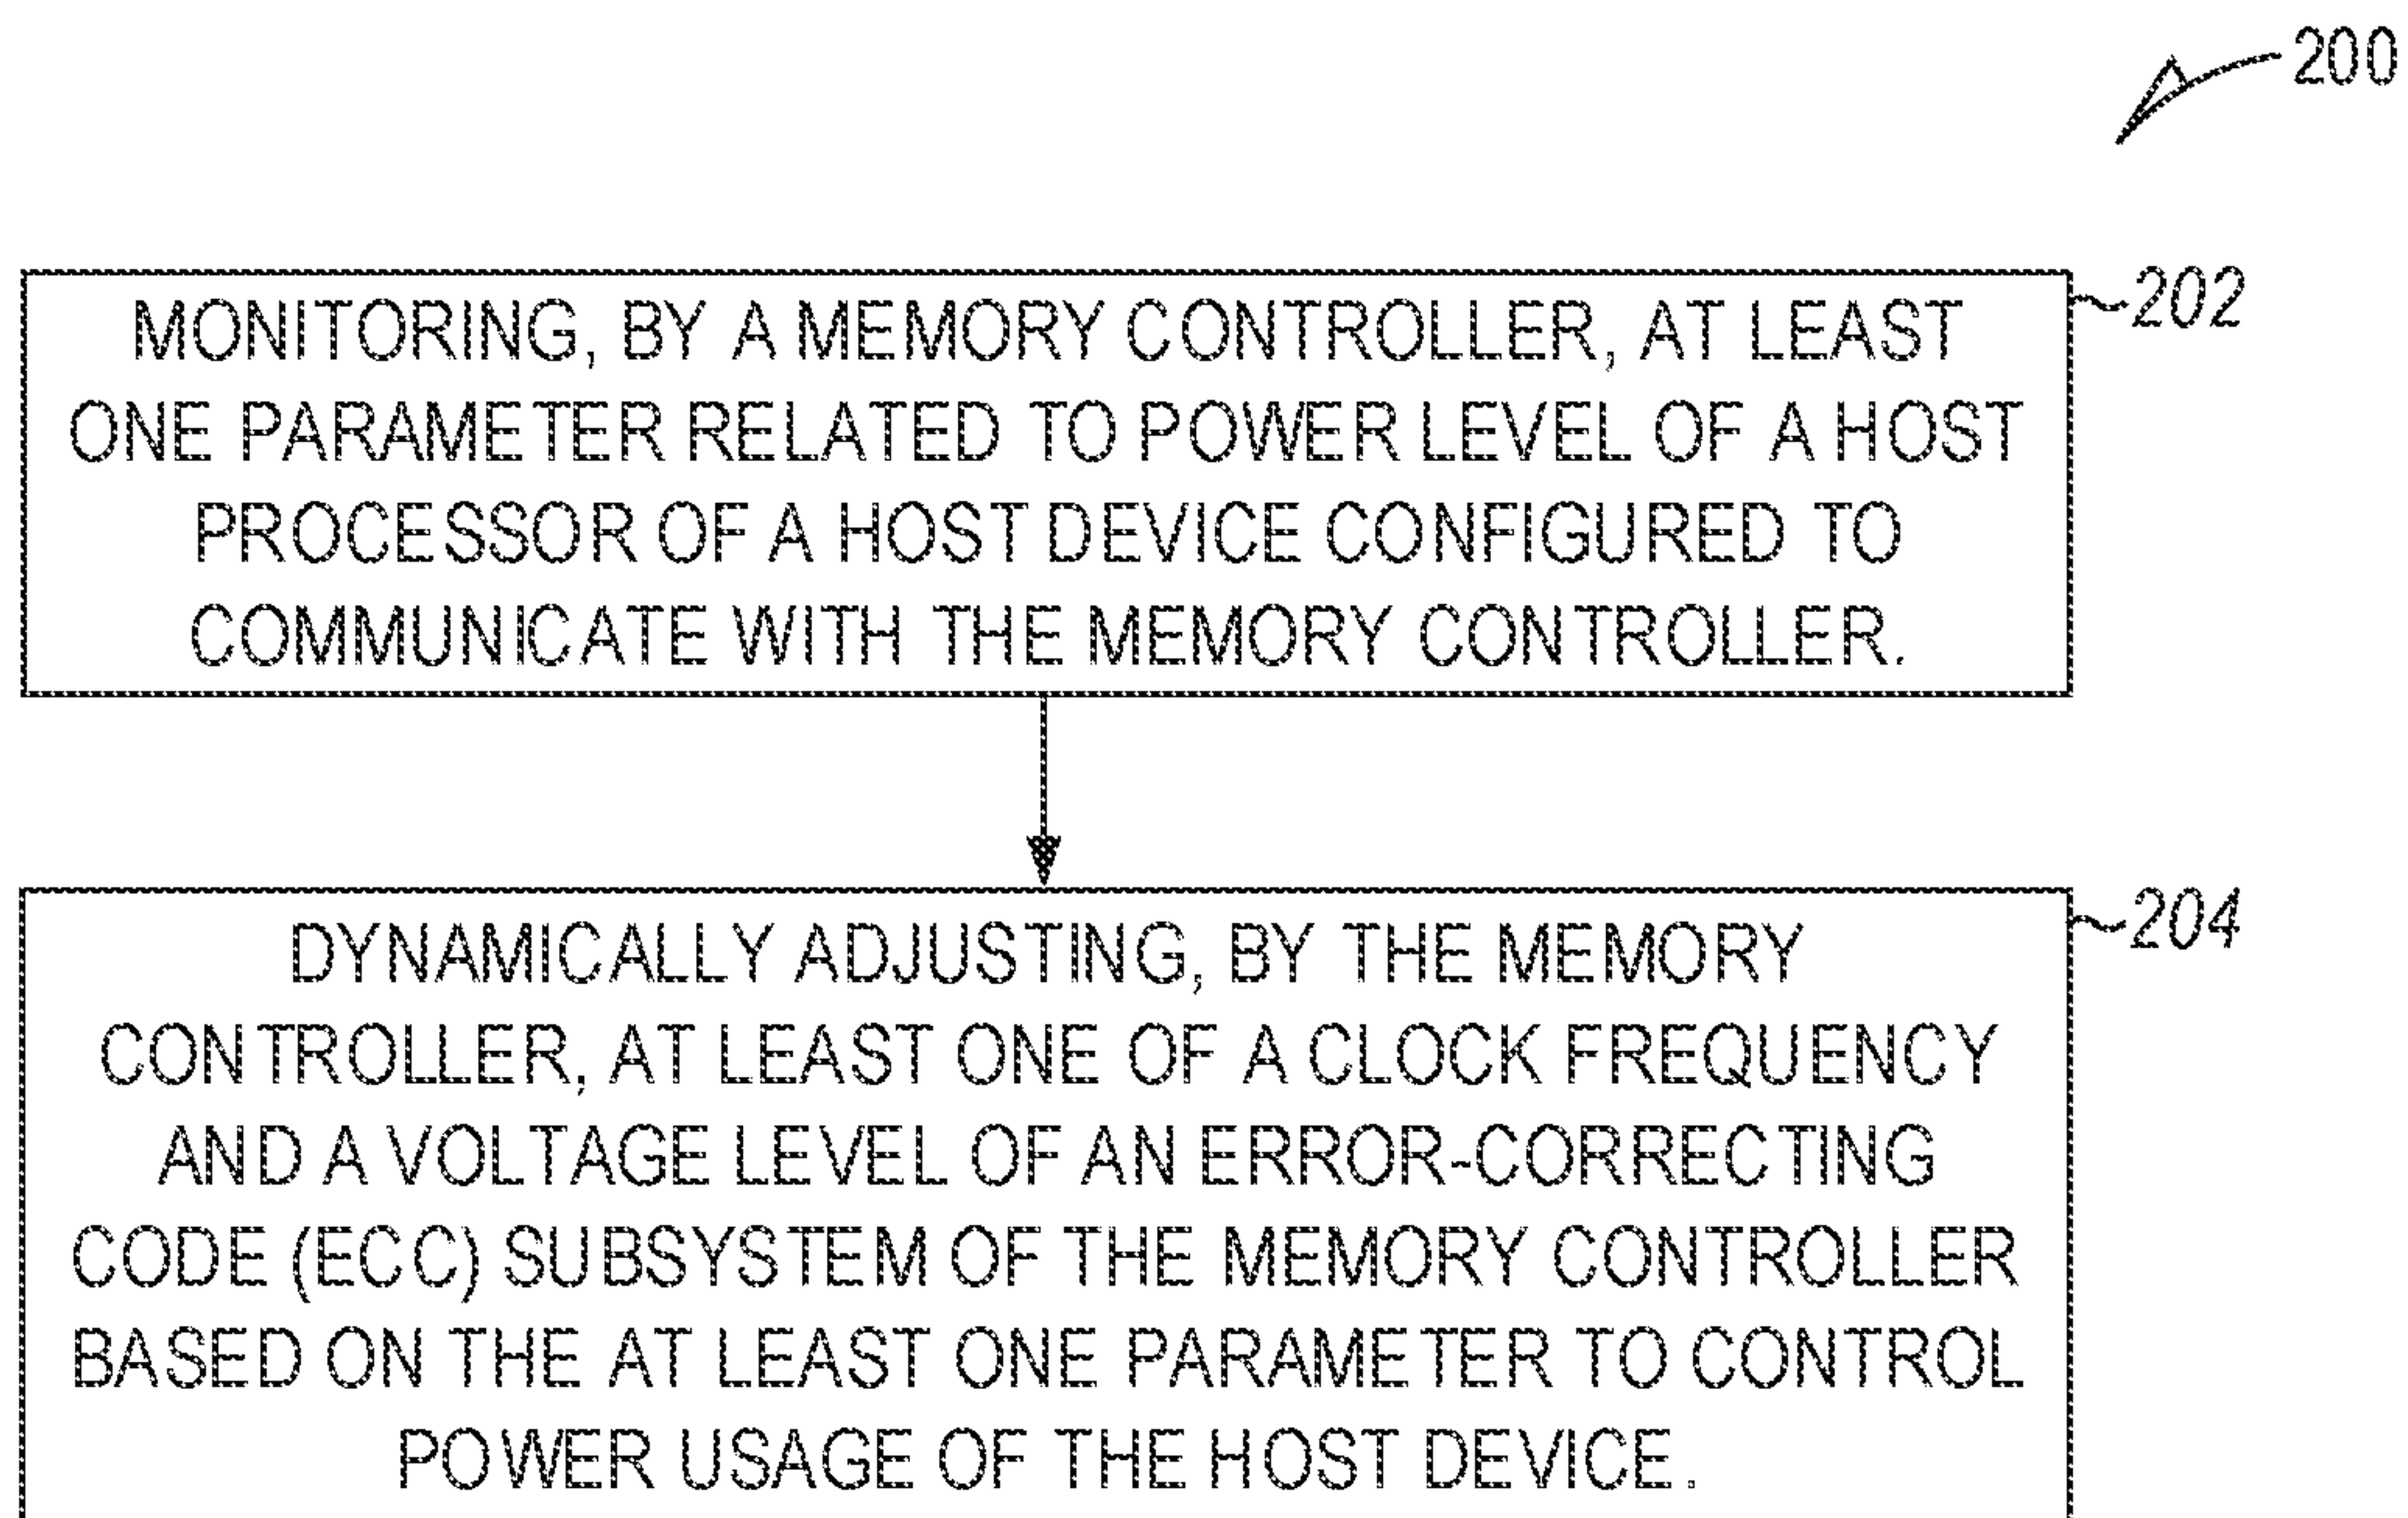 200
202
MONITORING, BY A MEMORY CONTROLLER, AT LEAST
ONE PARAMETER RELATED TO POWER LEVEL OF A HOST
PROCESSOR OF A HOST DEVICE CONFIGURED TO
COMMUNICATE WITH THE MEMORY CONTROLLER.
204
DYNAMICALLY ADJUSTING, BY THE MEMORY
CONTROLLER, AT LEAST ONE OF A CLOCK FREQUENCY
AND A VOLTAGE LEVEL OF AN ERROR-CORRECTING
CODE (ECC) SUBSYSTEM OF THE MEMORY CONTROLLER
BASED ON THE AT LEAST ONE PARAMETER TO CONTROL
POWER USAGE OF THE HOST DEVICE.